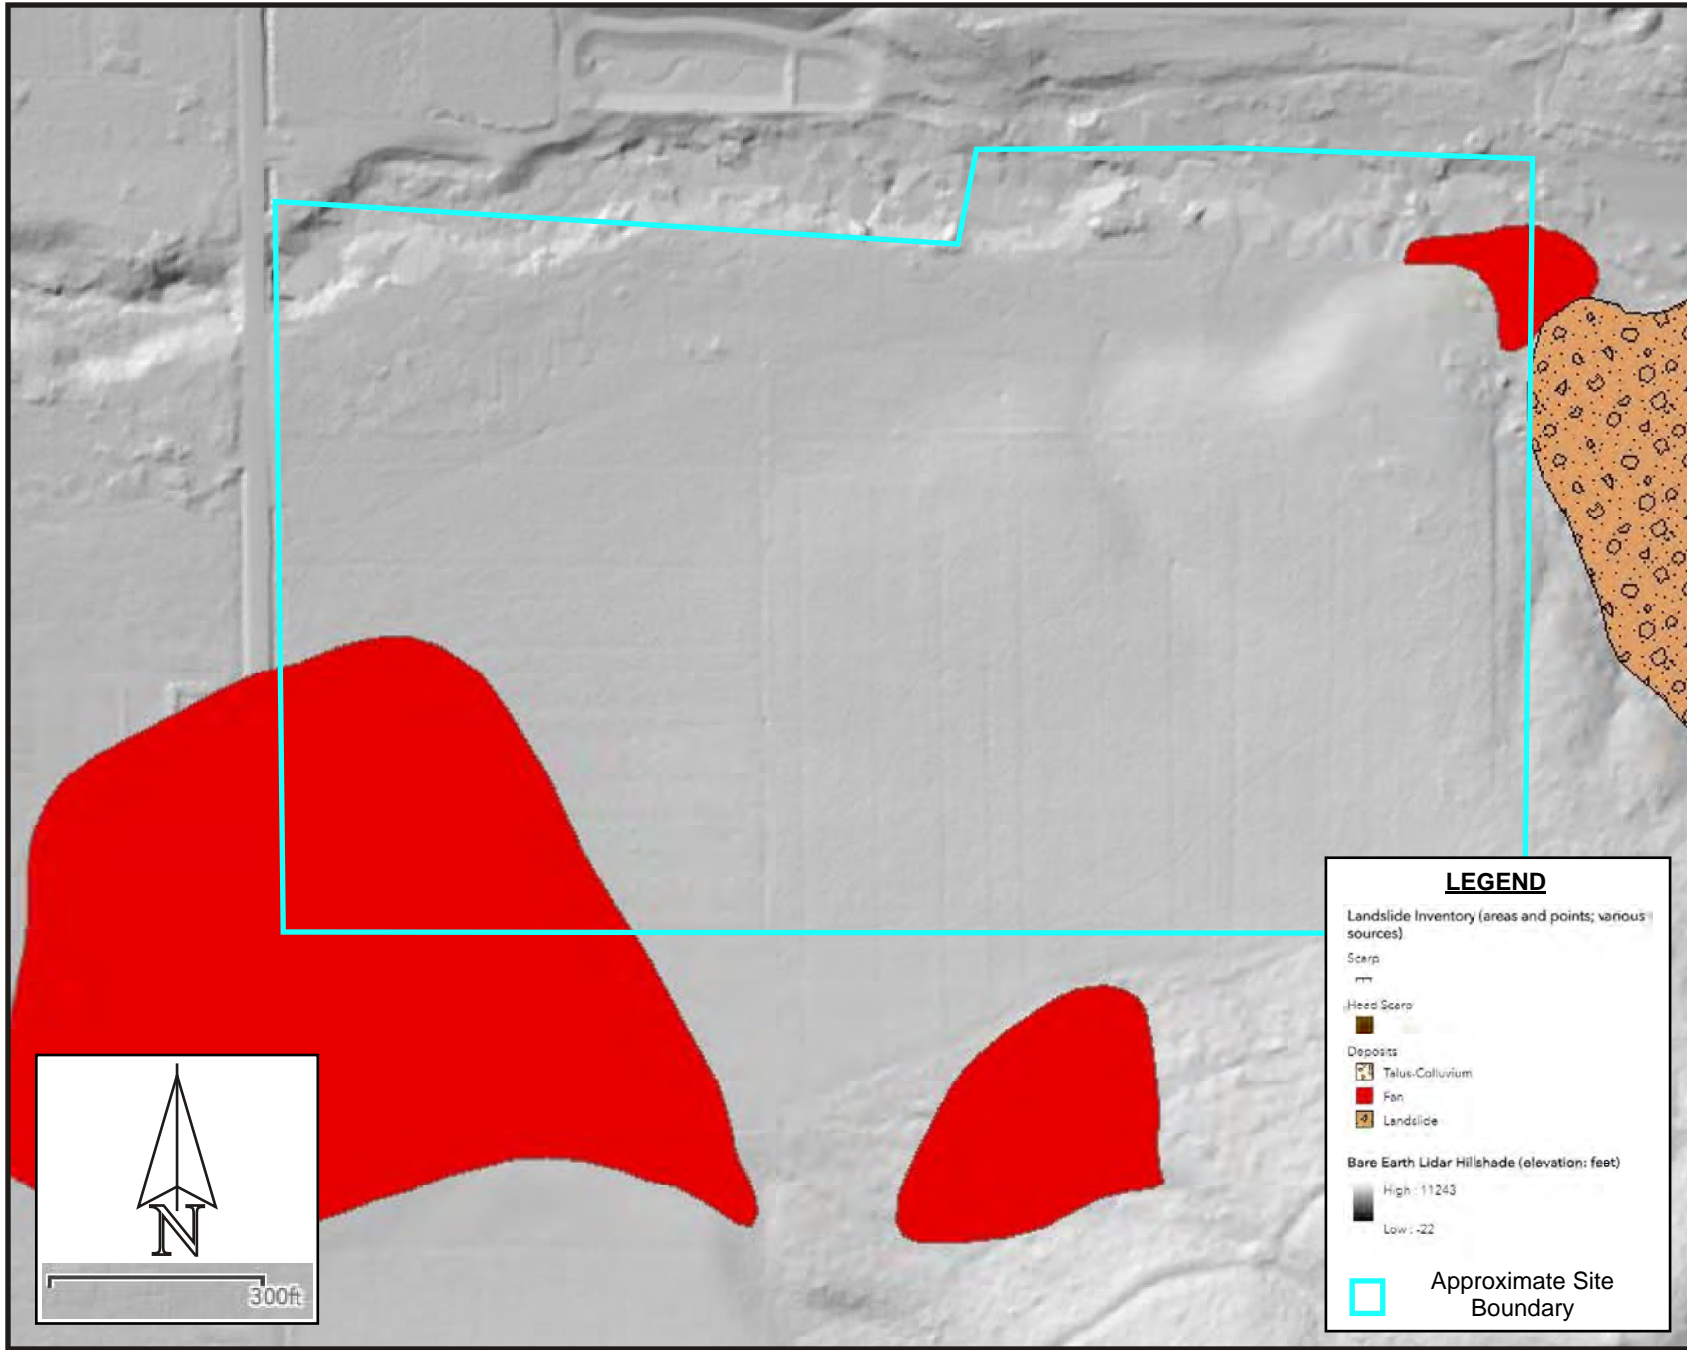 LEGEND
Landslide Inventory (areas and points; various
sources)
Scarp
Head Scarp
Deposits
Talus-Colluvium
Fan
Landslide
Bare Earth Lidar Hillshade (elevation: feet)
High : 11243
Low : -22
Approximate Site
Boundary
N
300ft